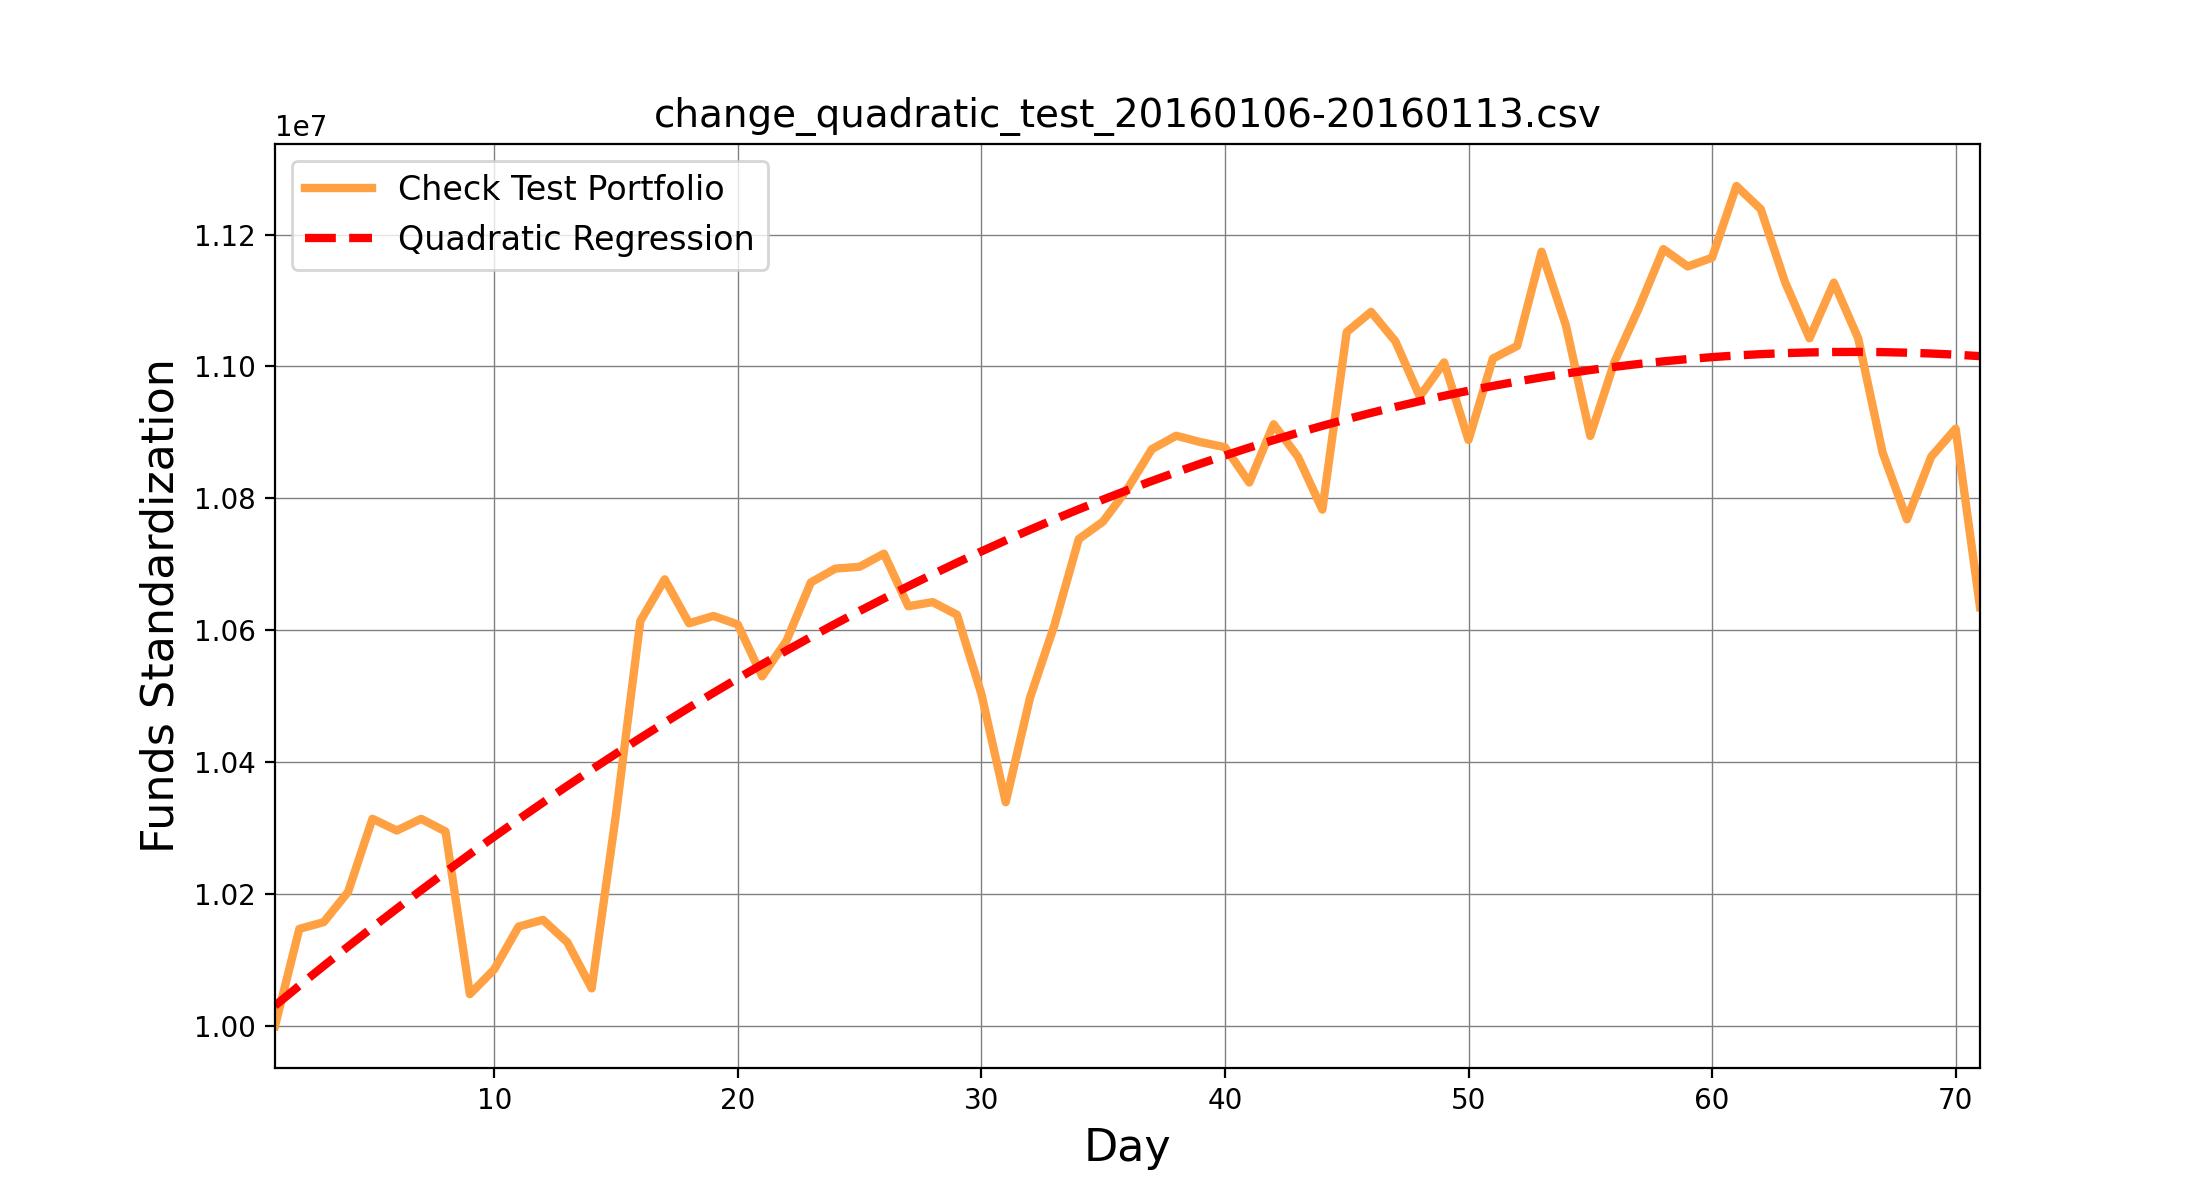 change_quadratic_test_20160106-20160113.csv
1e7
Check Test Portfolio
Quadratic Regression
1.12
1.10
1.08
1.06
1.04
1.02
1.00
Funds Standardization
10 20 30 40 50 60 70
Day